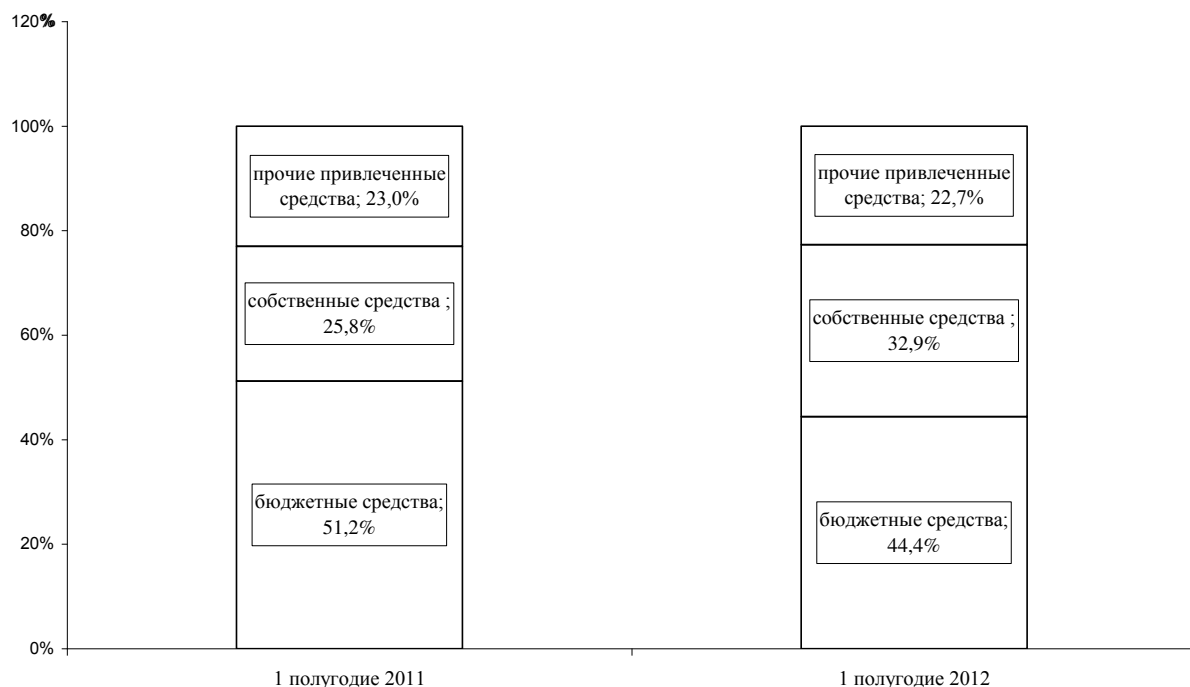 120%
100%
80%
60%
40%
20%
0%
прочие привлеченные
средства; 23,0%
собственные средства ;
25,8%
бюджетные средства;
51,2%
прочие привлеченные
средства; 22,7%
собственные средства ;
32,9%
бюджетные средства;
44,4%
1 полугодие 2011
1 полугодие 2012